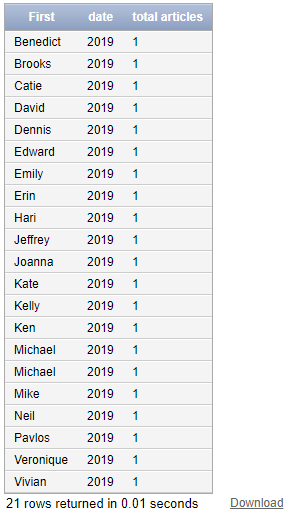 First date total articles
Benedict 2019 1
Brooks 2019 1
Catie 2019 1
David 2019 1
Dennis 2019 1
Edward 2019 1
Emily 2019 1
Erin 2019 1
Hari 2019 1
Jeffrey 2019 1
Joanna 2019 1
Kate 2019 1
Kelly 2019 1
Ken 2019 1
Michael 2019 1
Michael 2019 1
Mike 2019 1
Neil 2019 1
Pavlos 2019 1
Veronique 2019 1
Vivian 2019 1
21 rows returned in 0.01 seconds Download